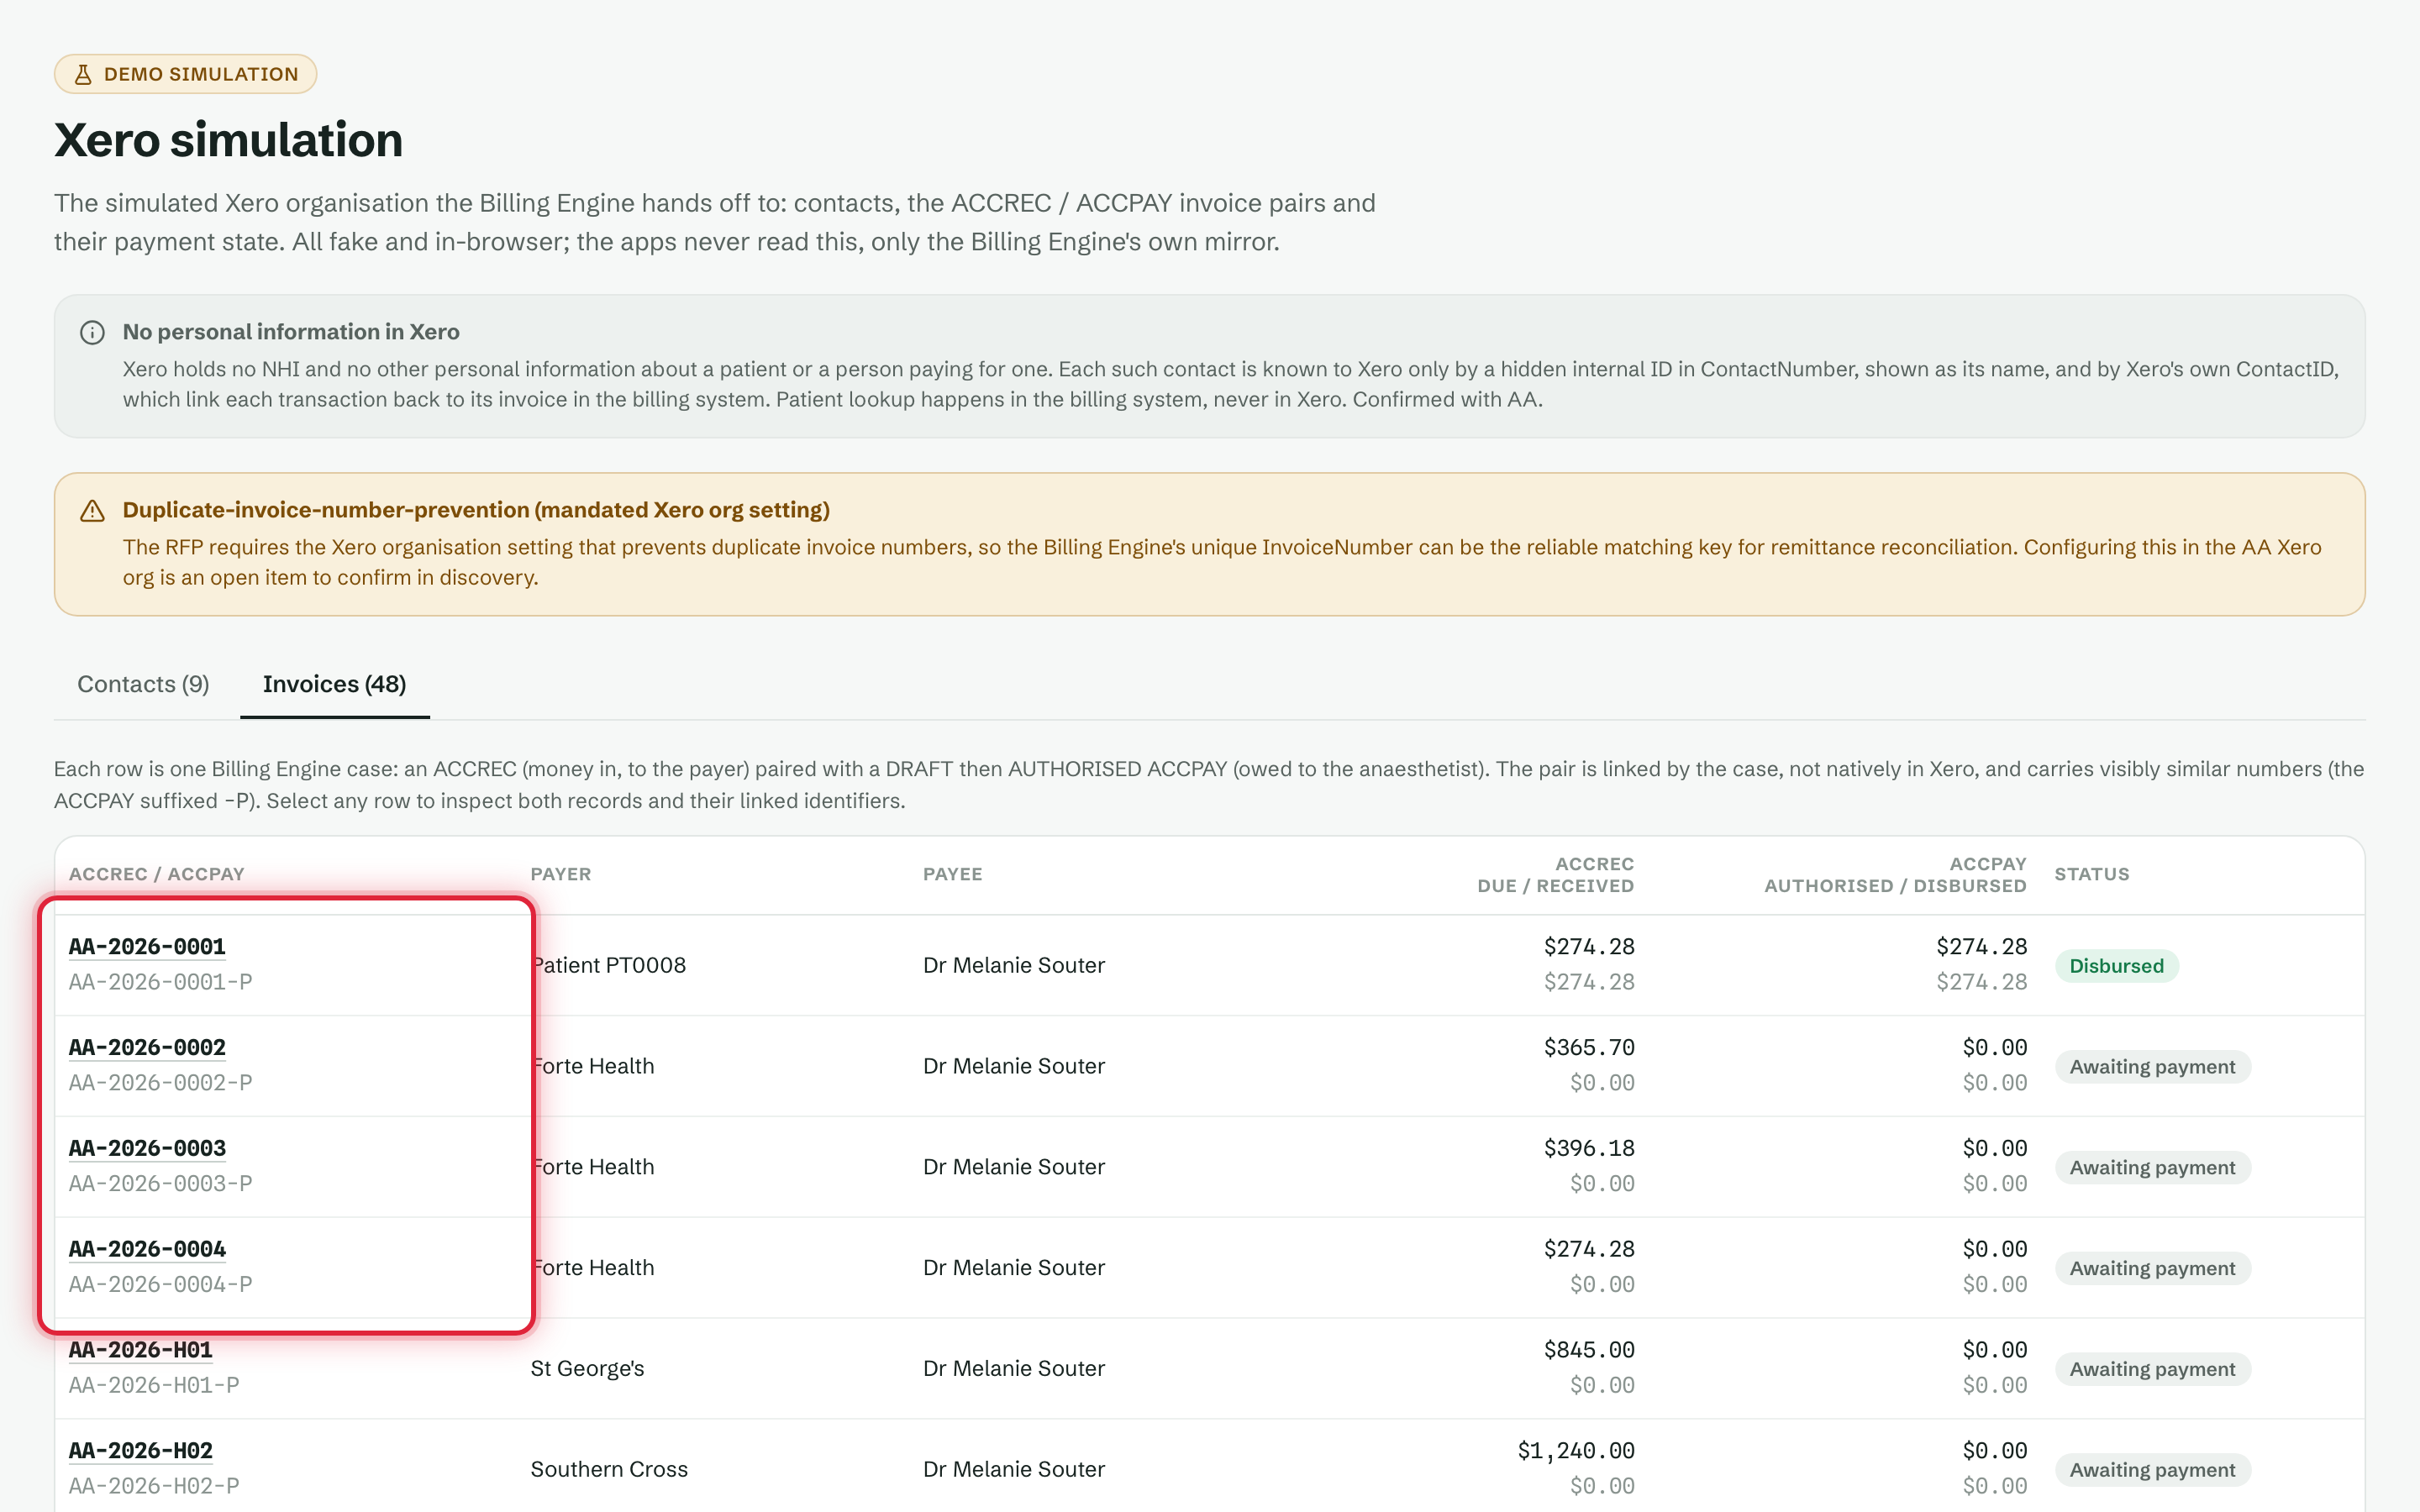 DEMO SIMULATION
Xero simulation
The simulated Xero organisation the Billing Engine hands off to: contacts, the ACCREC / ACCPAY invoice pairs and
their payment state. All fake and in-browser; the apps never read this, only the Billing Engine's own mirror.
No personal information in Xero
Xero holds no NHI and no other personal information about a patient or a person paying for one. Each such contact is known to Xero only by a hidden internal ID in ContactNumber, shown as its name, and by Xero's own ContactID,
which link each transaction back to its invoice in the billing system. Patient lookup happens in the billing system, never in Xero. Confirmed with AA.
Duplicate-invoice-number-prevention (mandated Xero org setting)
The RFP requires the Xero organisation setting that prevents duplicate invoice numbers, so the Billing Engine's unique InvoiceNumber can be the reliable matching key for remittance reconciliation. Configuring this in the AA Xero
org is an open item to confirm in discovery.
Contacts (9) Invoices (48)
Each row is one Billing Engine case: an ACCREC (money in, to the payer) paired with a DRAFT then AUTHORISED ACCPAY (owed to the anaesthetist). The pair is linked by the case, not natively in Xero, and carries visibly similar numbers (the
ACCPAY suffixed -P). Select any row to inspect both records and their linked identifiers.
ACCREC / ACCPAY PAYER PAYEE ACCREC DUE / RECEIVED ACCPAY AUTHORISED / DISBURSED STATUS
AA-2026-0001 Patient PT0008 Dr Melanie Souter $274.28 $274.28 Disbursed
AA-2026-0001-P $274.28 $274.28
AA-2026-0002 Forte Health Dr Melanie Souter $365.70 $0.00 Awaiting payment
AA-2026-0002-P $0.00 $0.00
AA-2026-0003 Forte Health Dr Melanie Souter $396.18 $0.00 Awaiting payment
AA-2026-0003-P $0.00 $0.00
AA-2026-0004 Forte Health Dr Melanie Souter $274.28 $0.00 Awaiting payment
AA-2026-0004-P $0.00 $0.00
AA-2026-H01 St George's Dr Melanie Souter $845.00 $0.00 Awaiting payment
AA-2026-H01-P $0.00 $0.00
AA-2026-H02 Southern Cross Dr Melanie Souter $1,240.00 $0.00 Awaiting payment
AA-2026-H02-P $0.00 $0.00